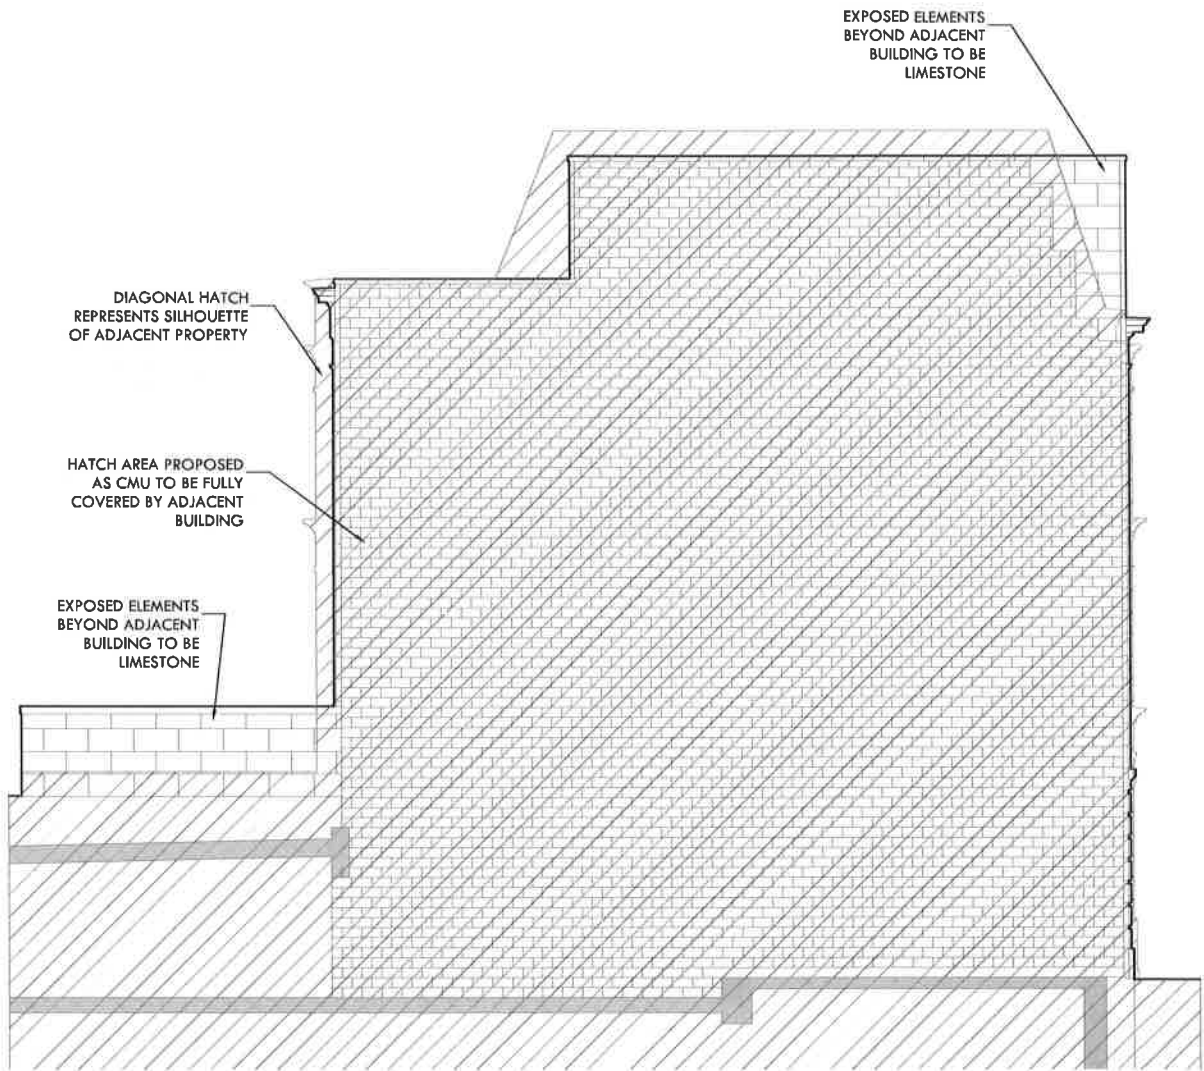 EXPOSED ELEMENTS
BEYOND ADJACENT
BUILDING TO BE
LIMESTONE
DIAGONAL HATCH
REPRESENTS SILHOUETTE
OF ADJACENT PROPERTY
HATCH AREA PROPOSED
AS CMU TO BE FULLY
COVERED BY ADJACENT
BUILDING
EXPOSED ELEMENTS
BEYOND ADJACENT
BUILDING TO BE
LIMESTONE